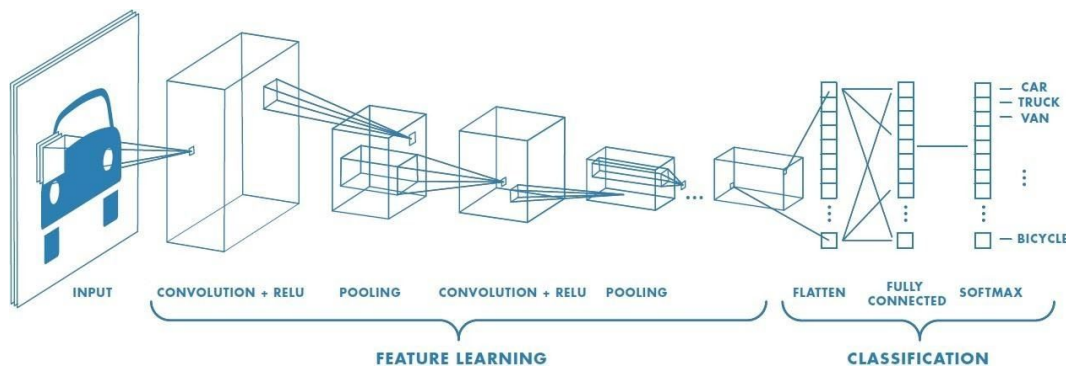 CAR
TRUCK
VAN
BICYCLE
INPUT
CONVOLUTION + RELU
POOLING
CONVOLUTION + RELU
POOLING
FLATTEN
FULLY
CONNECTED
SOFTMAX
FEATURE LEARNING
CLASSIFICATION